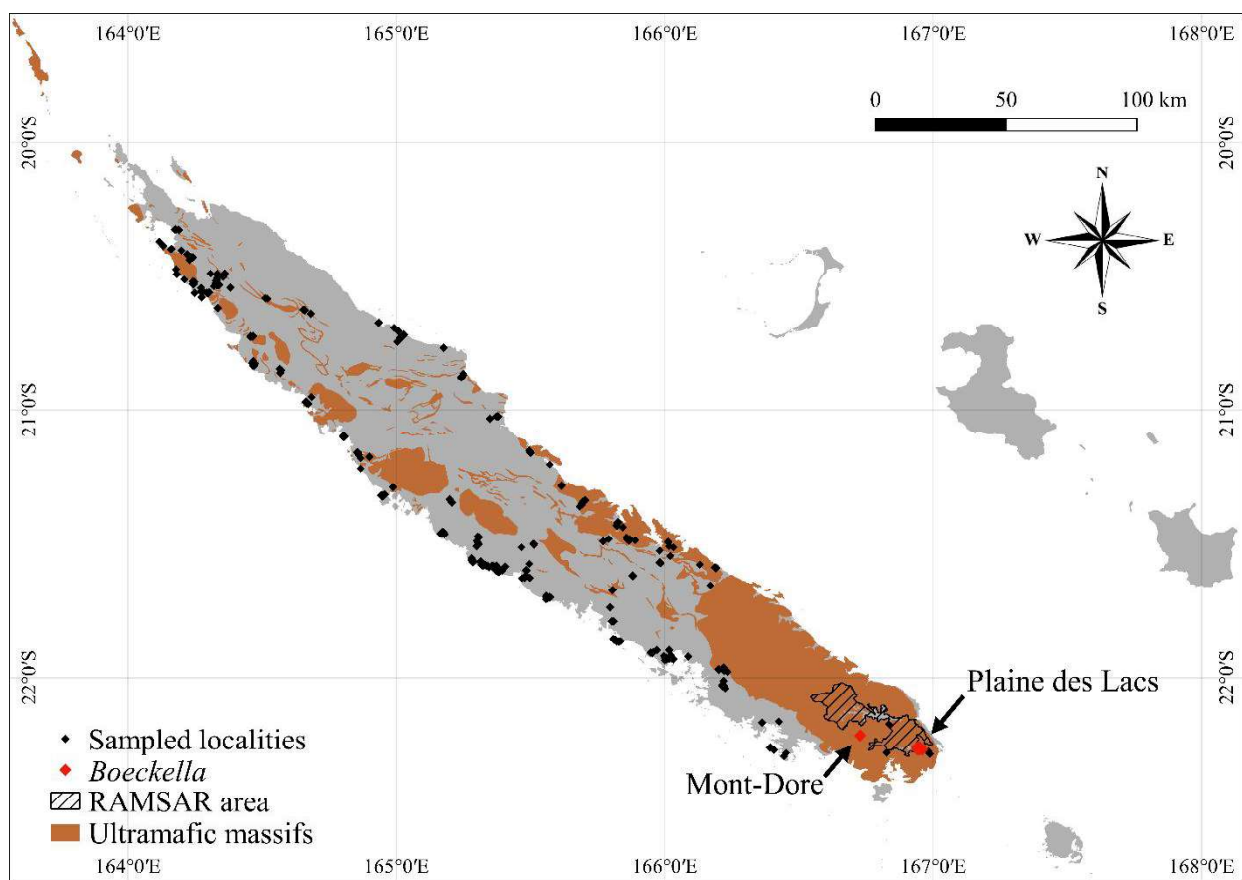 164°0′E 165°0′E 166°0′E 167°0′E 168°0′E
0 50 100 km
20°0′S 20°0′S
N
W E
S
21°0′S 21°0′S
22°0′S 22°0′S
Plaine des Lacs
Mont-Dore
Sampled localities
Boeckella
RAMSAR area
Ultramafic massifs
164°0′E 165°0′E 166°0′E 167°0′E 168°0′E